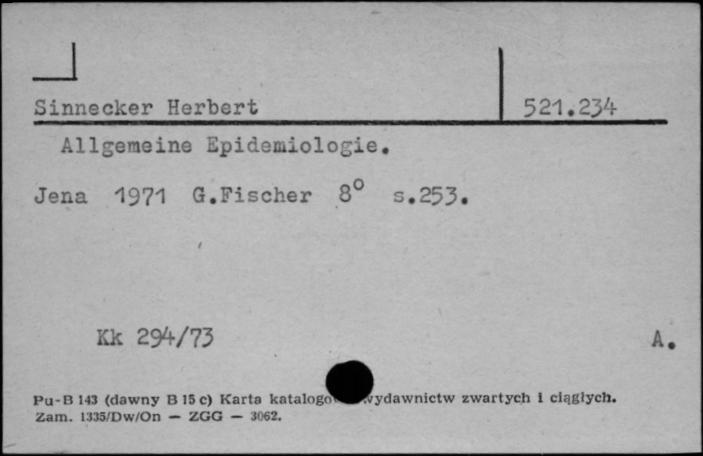 Sinnecker Herbert 521.234
Allgemeine Epidemiologie.
Jena 1971 G.Fischer 8° s.253.
Kk 294/73 A.
Pu-B 143 (dawny B 15 c) Karta katalogo wydawnictw zwartych i ciągłych.
Zam. 1335/Dw/On — ZGG — 3062.